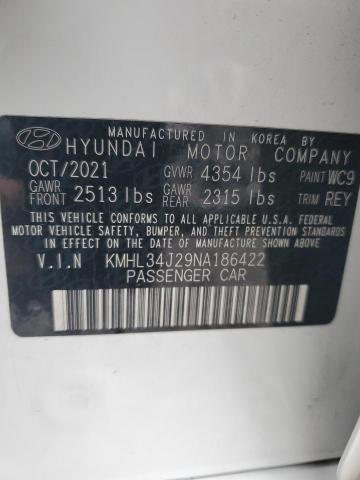 MANUFACTURED IN KOREA BY
HYUNDAI MOTOR COMPANY
OCT/2021 GVWR 4354 lbs PAINT WC9
GAWR FRONT 2513 lbs GAWR REAR 2315 lbs TRIM REY
THIS VEHICLE CONFORMS TO ALL APPLICABLE U.S.A. FEDERAL
MOTOR VEHICLE SAFETY, BUMPER, AND THEFT PREVENTION
STANDARDS IN EFFECT ON THE DATE OF MANUFACTURE SHOWN ABOVE.
V.I.N KMHL34J29NA186422
PASSENGER CAR